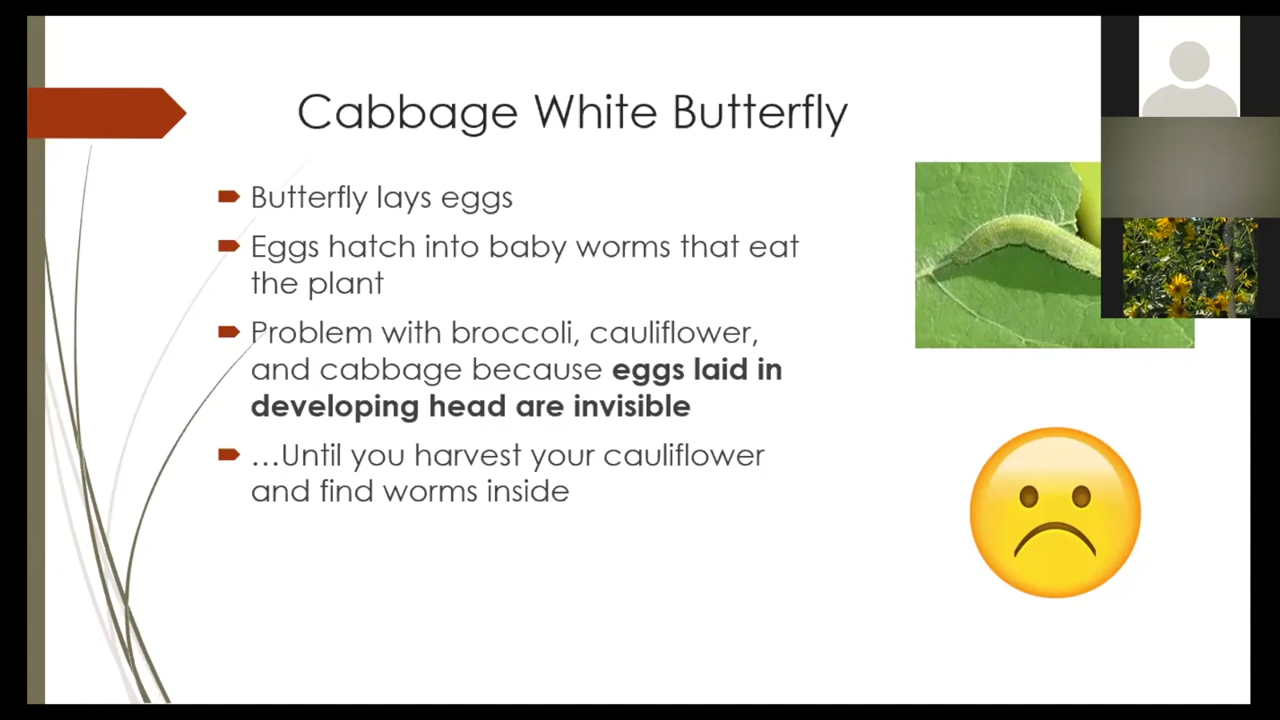 Cabbage White Butterfly
Butterfly lays eggs
Eggs hatch into baby worms that eat
the plant
Problem with broccoli, cauliflower,
and cabbage because eggs laid in
developing head are invisible
…Until you harvest your cauliflower
and find worms inside